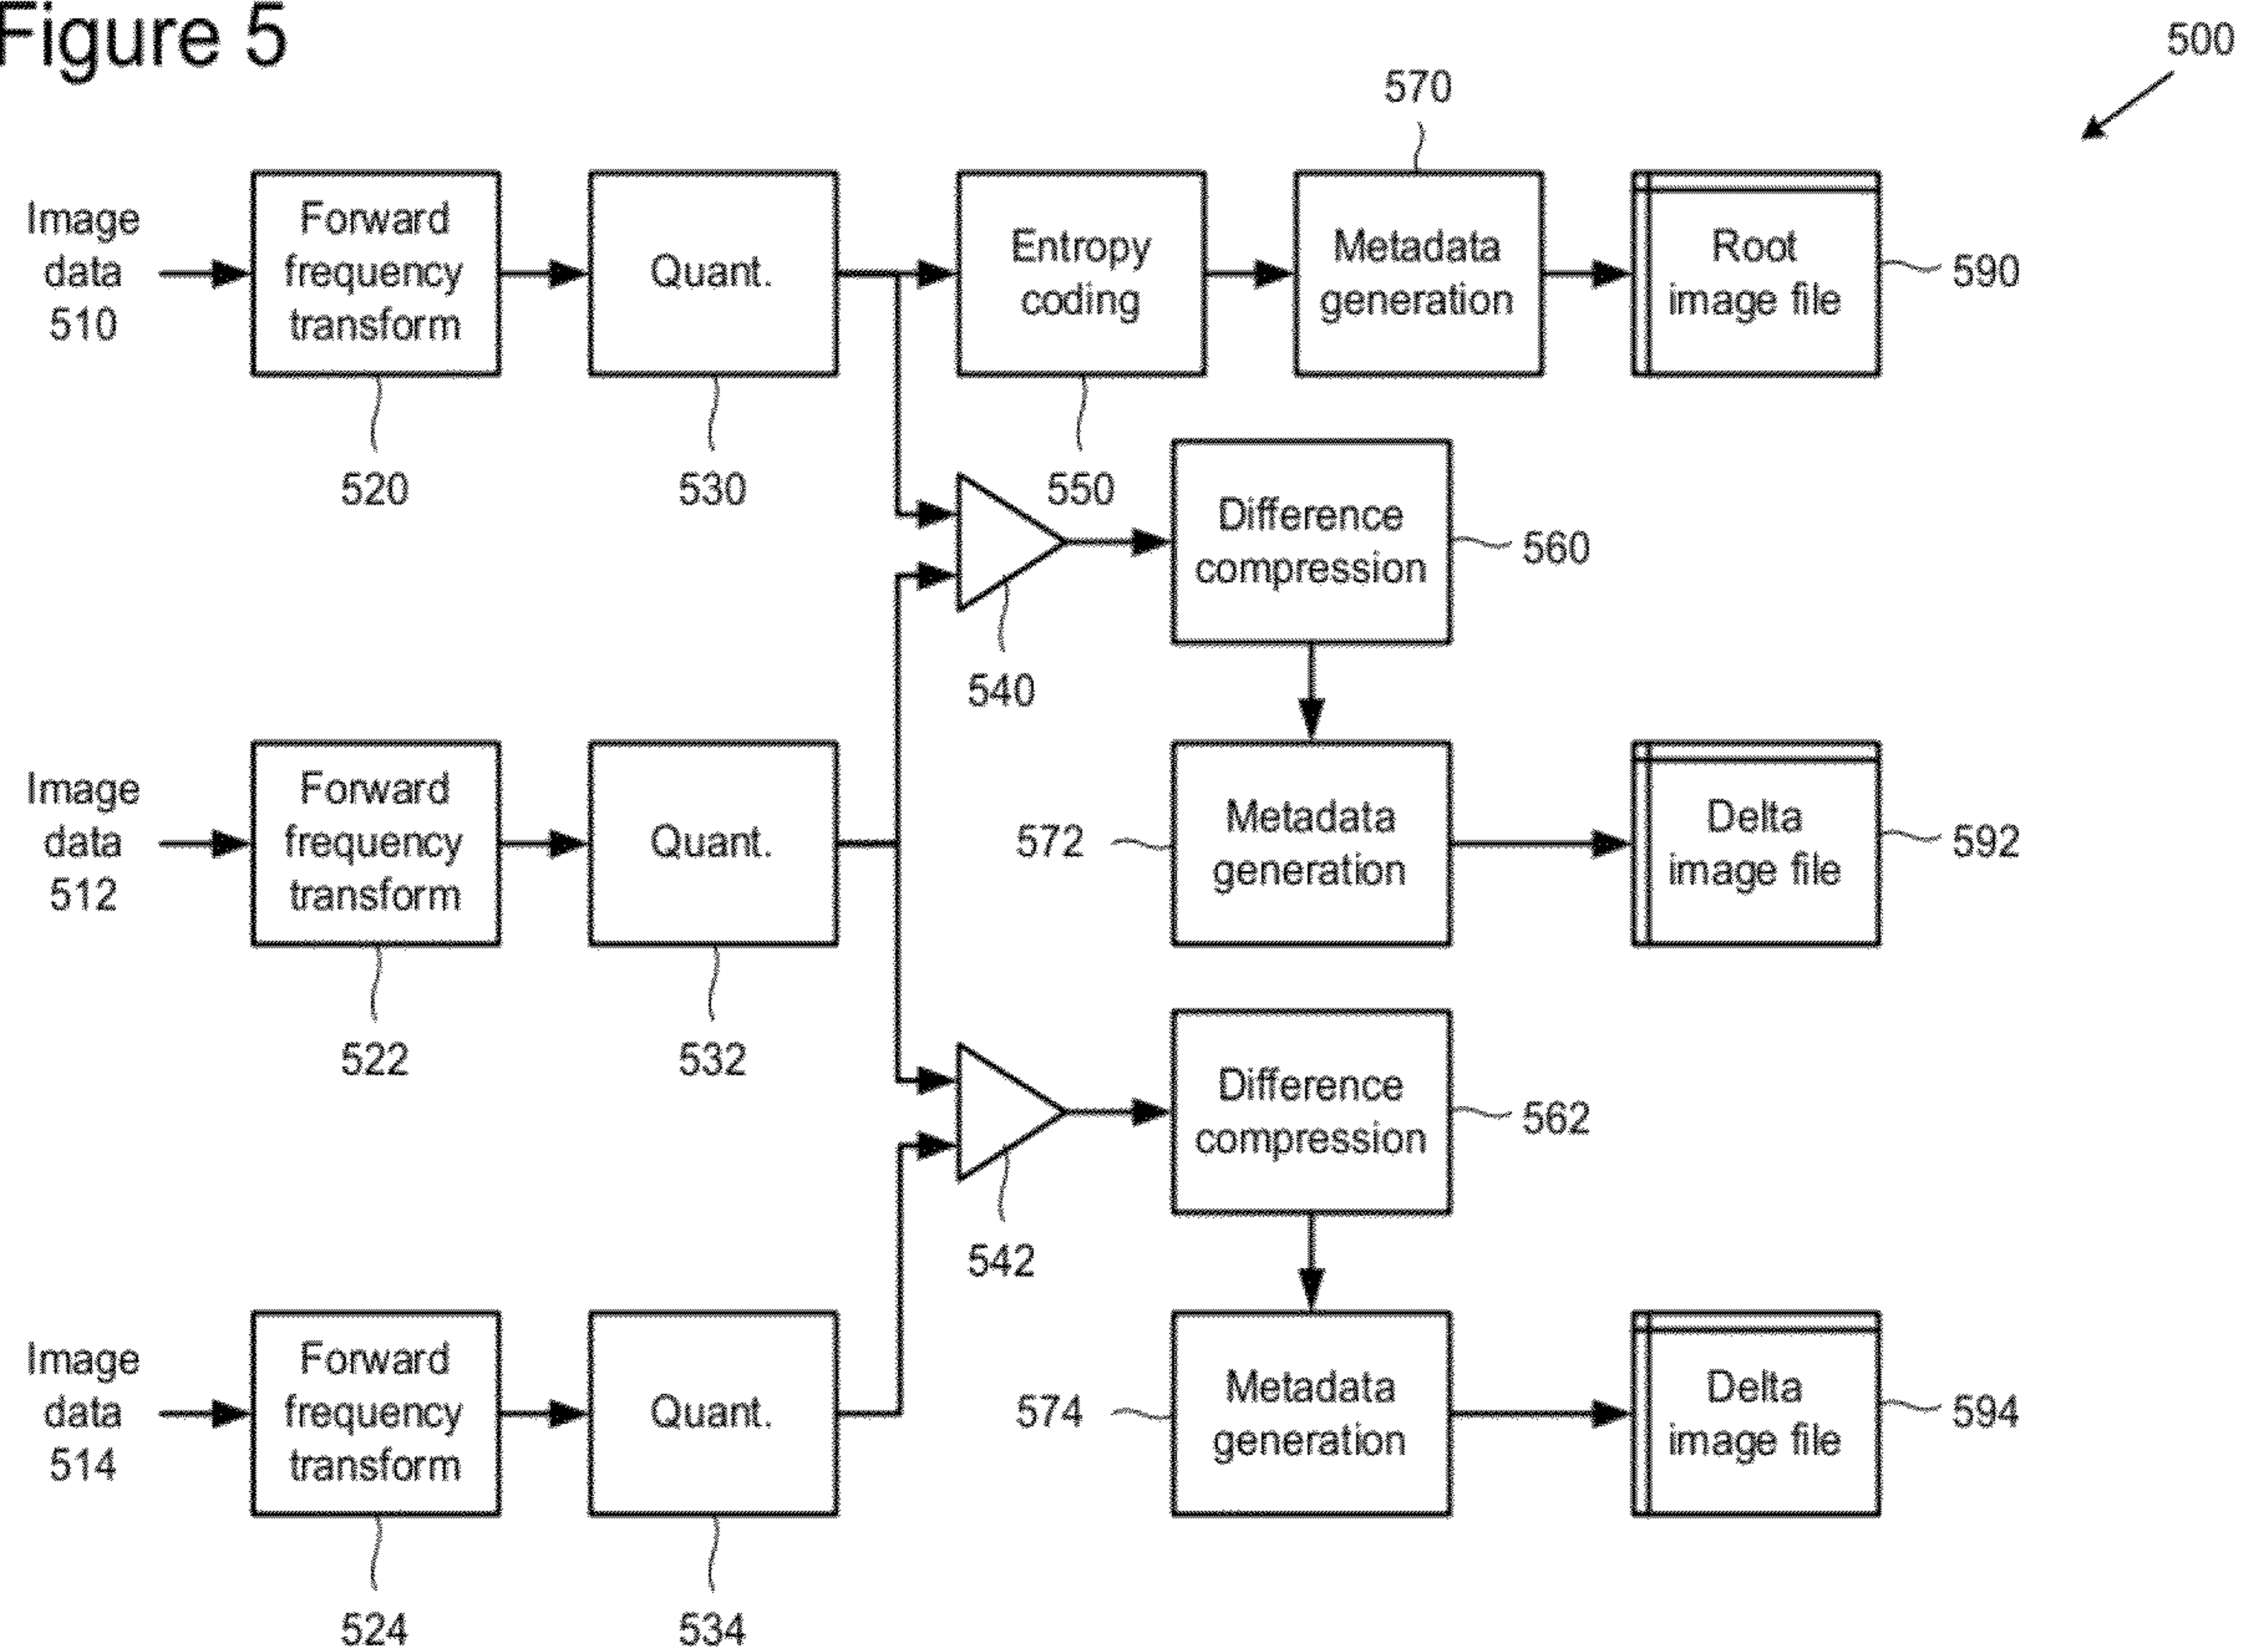 Figure 5
500
570
Image
data
510
Forward
frequency
transform
Quant.
Entropy
coding
Metadata
generation
Root
image file
590
520
530
550
Difference
compression
560
540
Image
data
512
Forward
frequency
transform
Quant.
572
Metadata
generation
Delta
image file
592
522
532
Difference
compression
562
542
Image
data
514
Forward
frequency
transform
Quant.
574
Metadata
generation
Delta
image file
594
524
534